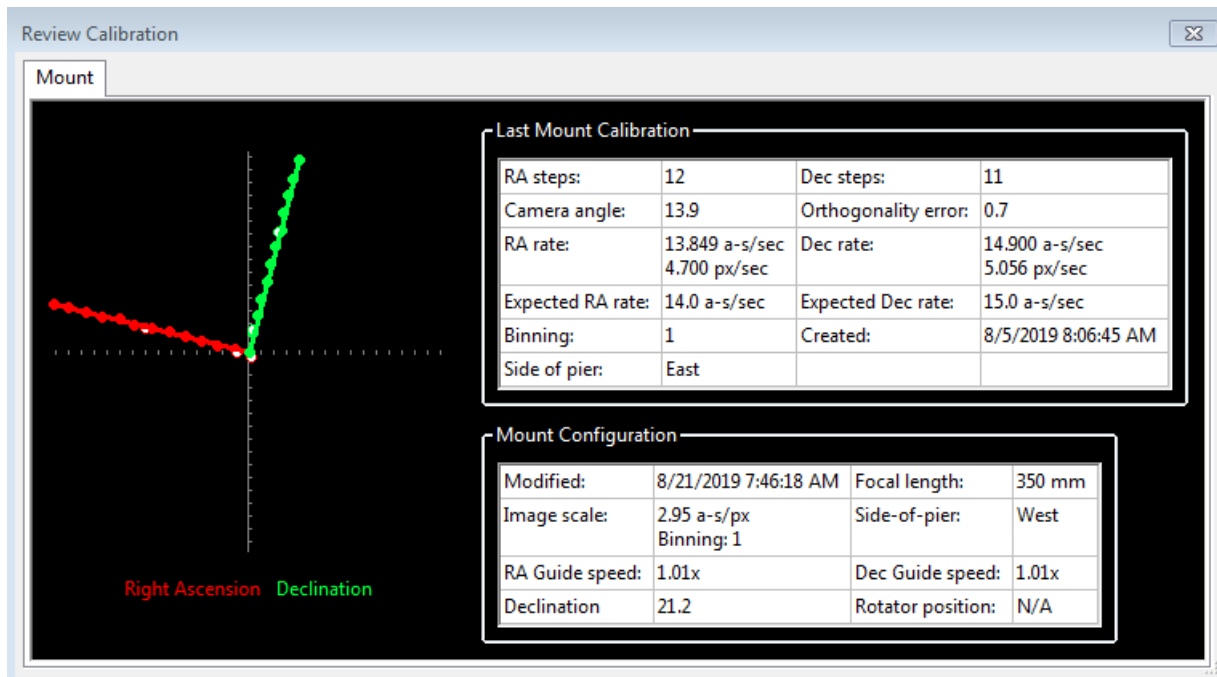 Review Calibration
Mount
Last Mount Calibration
RA steps: 12 Dec steps: 11
Camera angle: 13.9 Orthogonality error: 0.7
RA rate: 13.849 a-s/sec Dec rate: 14.900 a-s/sec
4.700 px/sec 5.056 px/sec
Expected RA rate: 14.0 a-s/sec Expected Dec rate: 15.0 a-s/sec
Binning: 1 Created: 8/5/2019 8:06:45 AM
Side of pier: East
Mount Configuration
Modified: 8/21/2019 7:46:18 AM Focal length: 350 mm
Image scale: 2.95 a-s/px Side-of-pier: West
Binning: 1
RA Guide speed: 1.01x Dec Guide speed: 1.01x
Declination 21.2 Rotator position: N/A
Right Ascension Declination